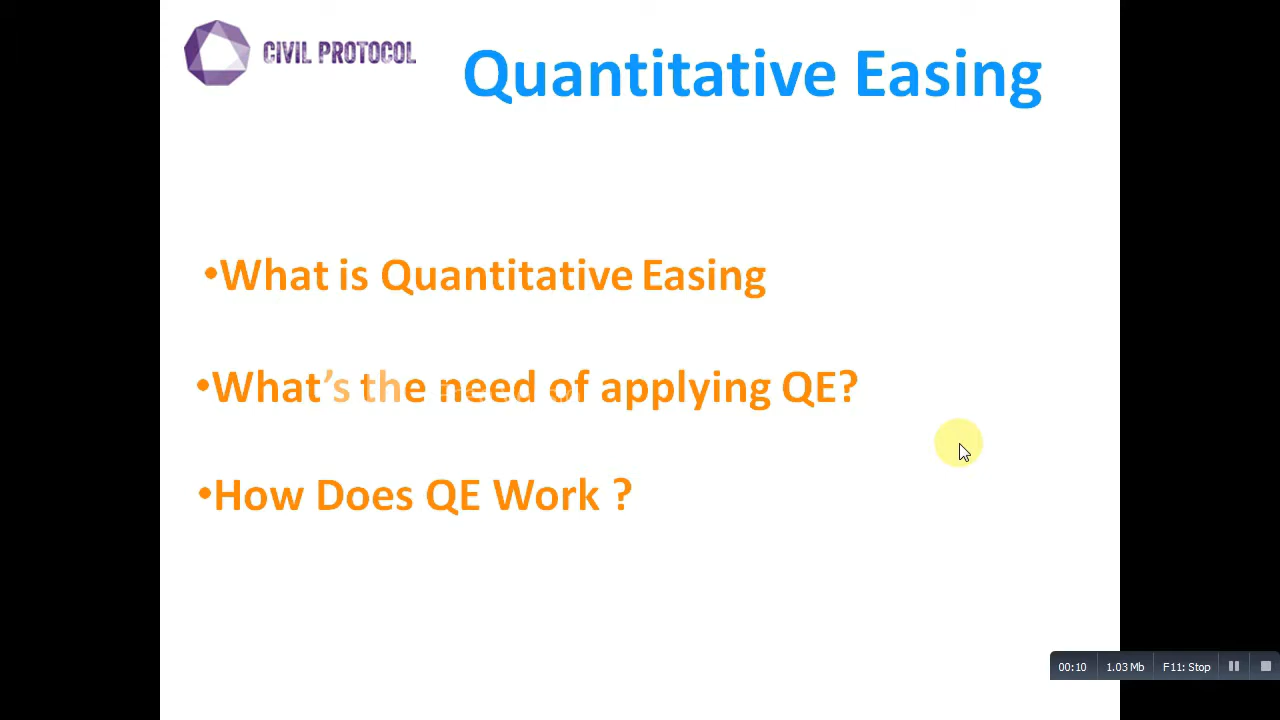 CIVIL PROTOCOL
Quantitative Easing
•What is Quantitative Easing
•What’s the need of applying QE?
•How Does QE Work ?
00:10 1.03 Mb F11: Stop